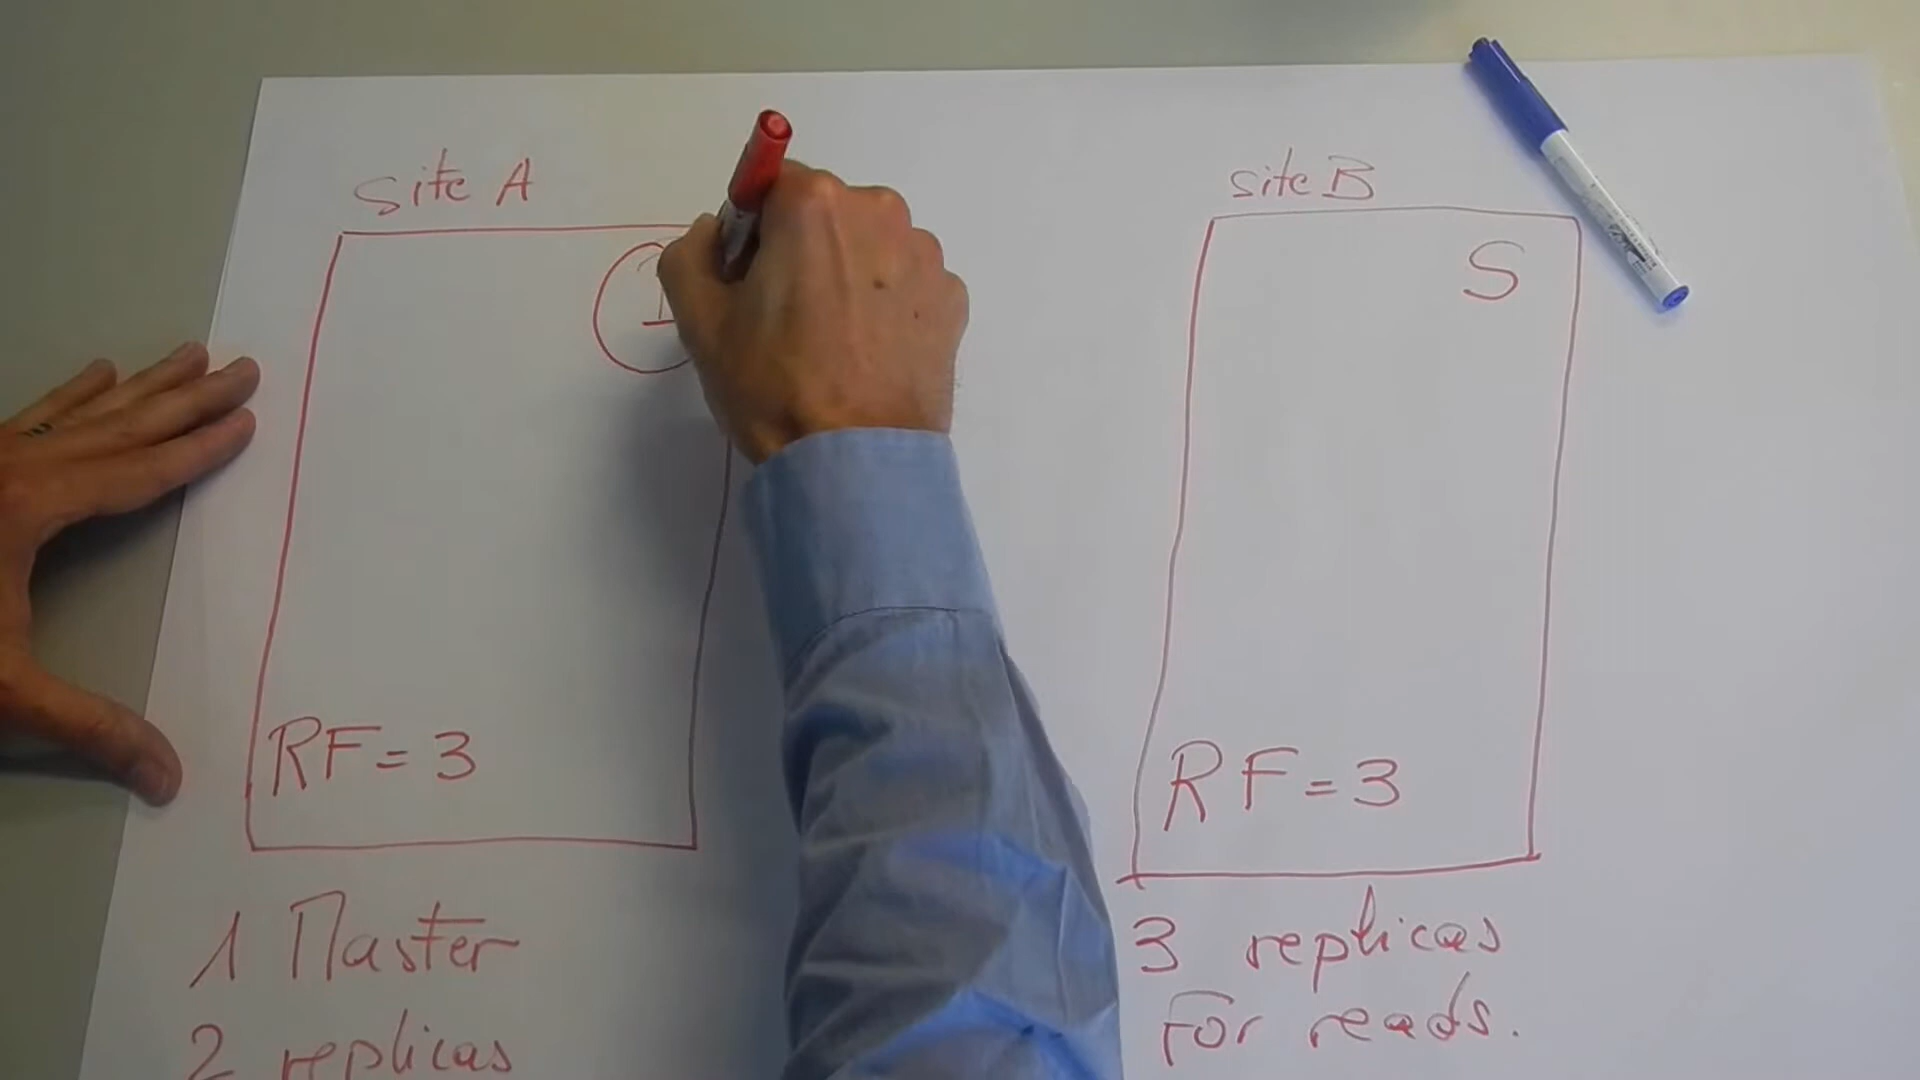 Site A
RF = 3
1 Master
2 replicas
site B
S
RF = 3
3 replicas
For reads.